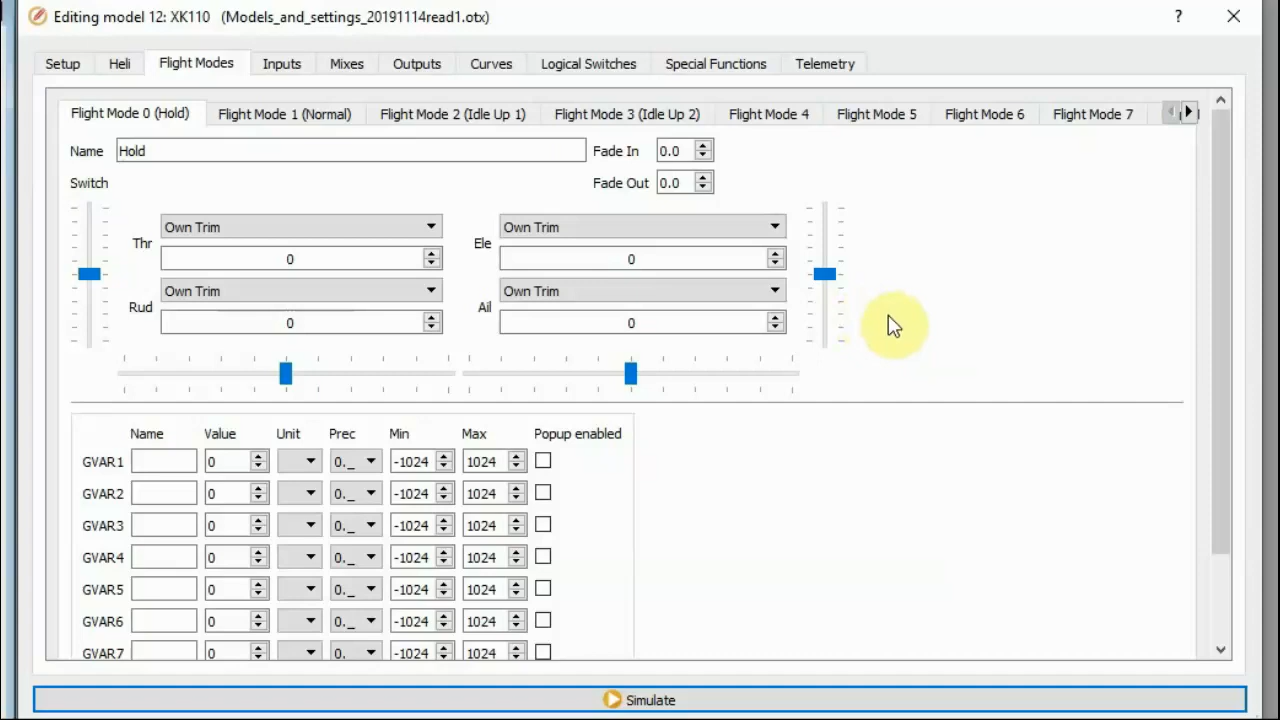 Editing model 12: XK110 (Models_and_settings_20191114read1.otx) ?
Setup Heli Flight Modes Inputs Mixes Outputs Curves Logical Switches Special Functions Telemetry
Flight Mode 0 (Hold) Flight Mode 1 (Normal) Flight Mode 2 (Idle Up 1) Flight Mode 3 (Idle Up 2) Flight Mode 4 Flight Mode 5 Flight Mode 6 Flight Mode 7
Name Hold Fade In 0.0
Switch Fade Out 0.0
Own Trim Own Trim
Thr Ele
0 0
Own Trim Own Trim
Rud Ail
0 0
Name Value Unit Prec Min Max Popup enabled
GVAR1 0 0._ -1024 1024
GVAR2 0 0._ -1024 1024
GVAR3 0 0._ -1024 1024
GVAR4 0 0._ -1024 1024
GVAR5 0 0._ -1024 1024
GVAR6 0 0._ -1024 1024
GVAR7 0 0. -1024 1024
Simulate